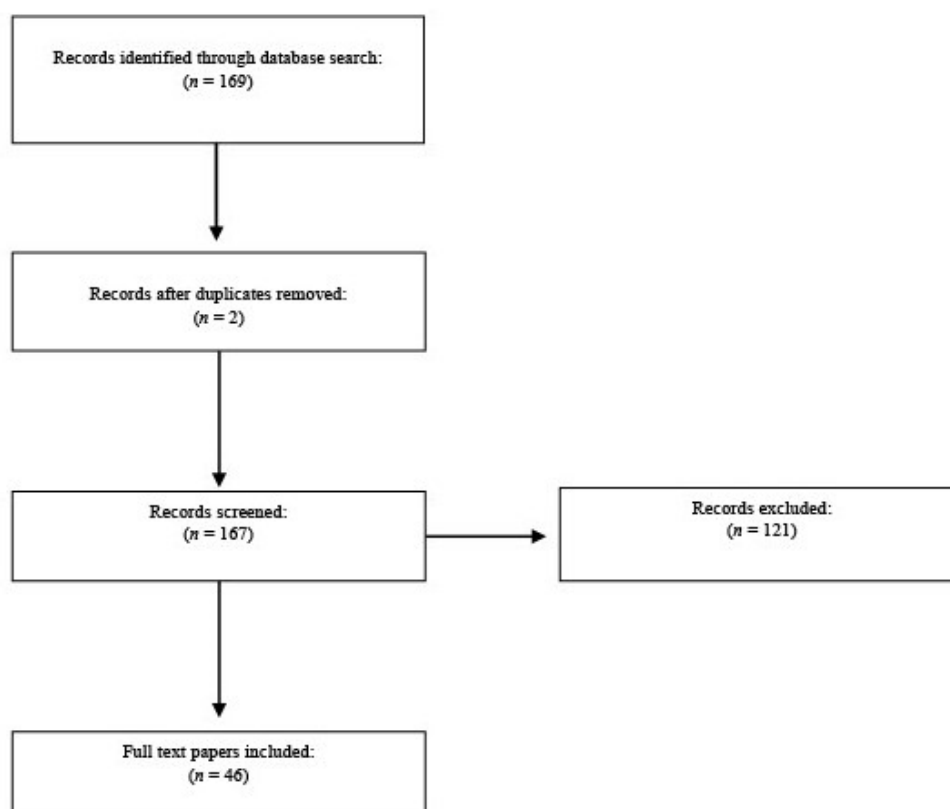 Records identified through database search:
(n = 169)
Records after duplicates removed:
(n = 2)
Records screened:
(n = 167)
Records excluded:
(n = 121)
Full text papers included:
(n = 46)